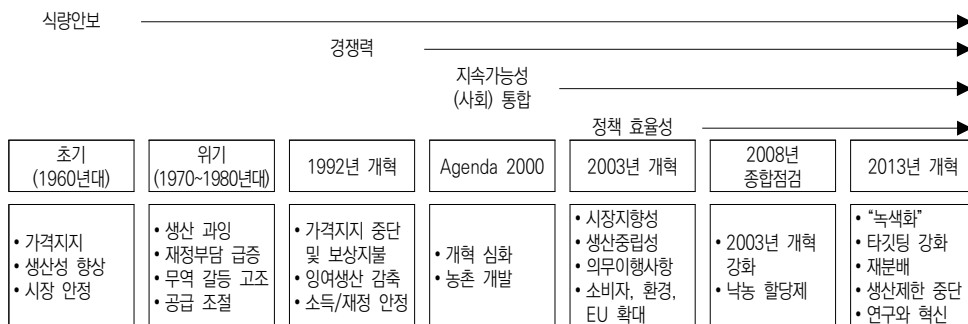 식량안보
경쟁력
지속가능성
(사회) 통합
정책 효율성
초기
(1960년대)
위기
(1970~1980년대)
1992년 개혁
Agenda 2000
2003년 개혁
2008년
종합점검
2013년 개혁
• 가격지지
• 생산성 향상
• 시장 안정
• 생산 과잉
• 재정부담 급증
• 무역 갈등 고조
• 공급 조절
• 가격지지 중단
및 보상지불
• 잉여생산 감축
• 소득/재정 안정
• 개혁 심화
• 농촌 개발
• 시장지향성
• 생산중립성
• 의무이행사항
• 소비자, 환경,
EU 확대
• 2003년 개혁
강화
• 낙농 할당제
• “녹색화”
• 타깃팅 강화
• 재분배
• 생산제한 중단
• 연구와 혁신